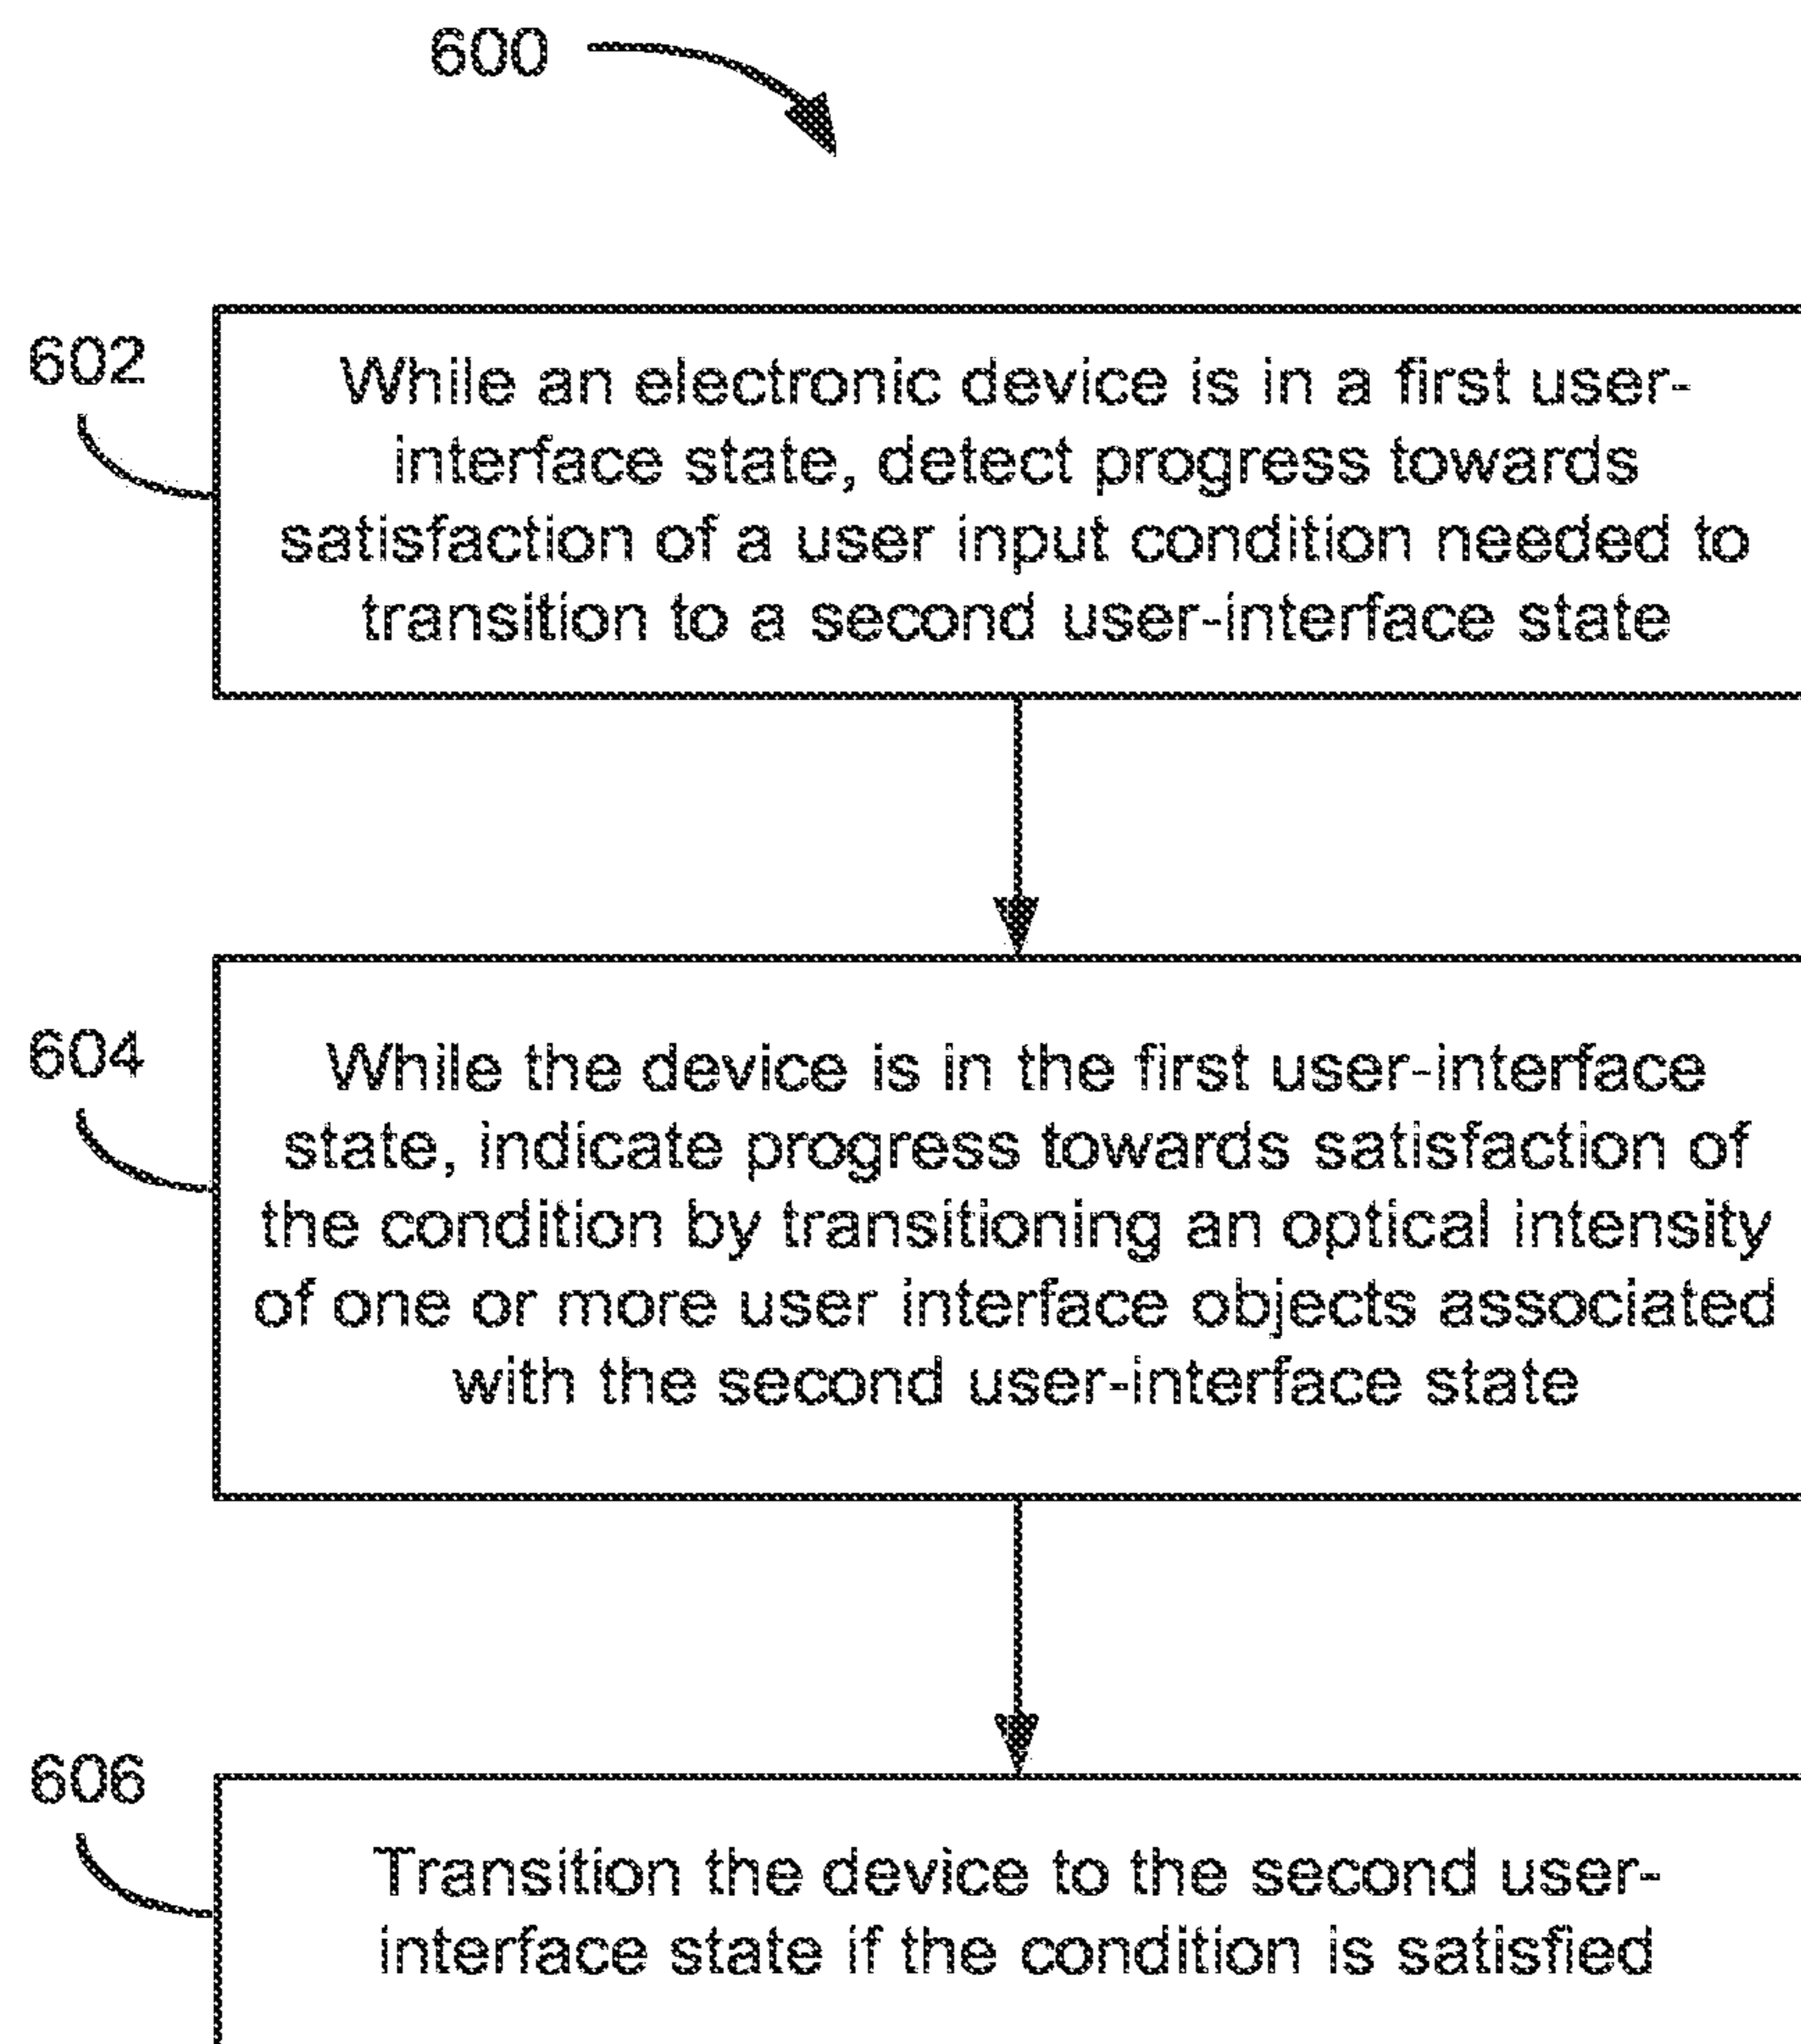 600
602
While an electronic device is in a first user-
interface state, detect progress towards
satisfaction of a user input condition needed to
transition to a second user-interface state
604
While the device is in the first user-interface
state, indicate progress towards satisfaction of
the condition by transitioning an optical intensity
of one or more user interface objects associated
with the second user-interface state
606
Transition the device to the second user-
interface state if the condition is satisfied